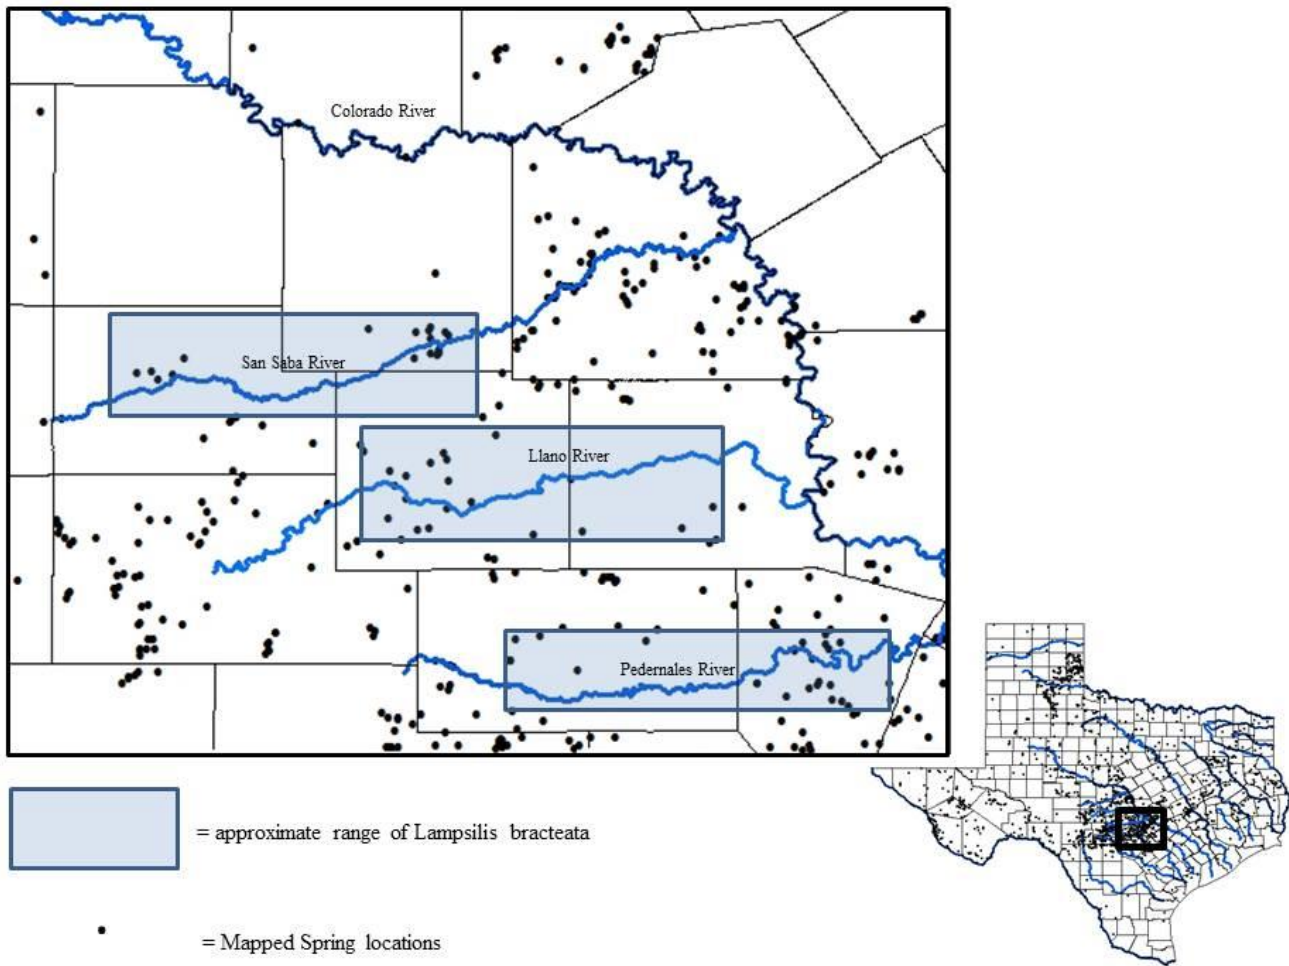 Colorado River
San Saba River
Llano River
Pedernales River
= approximate range of Lampsilis bracteata
= Mapped Spring locations